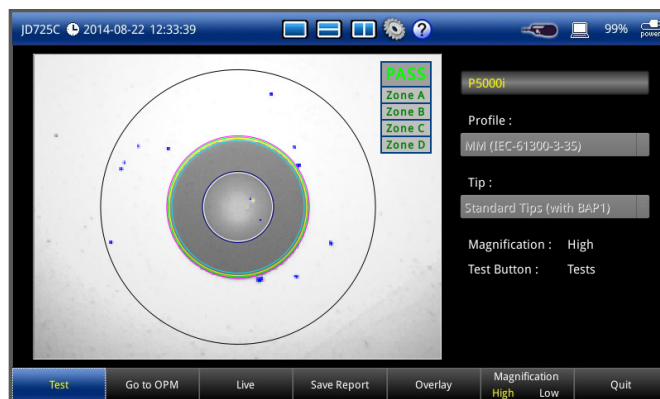 JD725C 2014-08-22 12:33:39 ? 99% power
PASS
Zone A
Zone B
Zone C
Zone D
P5000i
Profile :
MM (IEC-61300-3-35)
Tip :
Standard Tips (with BAP1)
Magnification : High
Test Button : Tests
Test Go to OPM Live Save Report Overlay Magnification High Low Quit